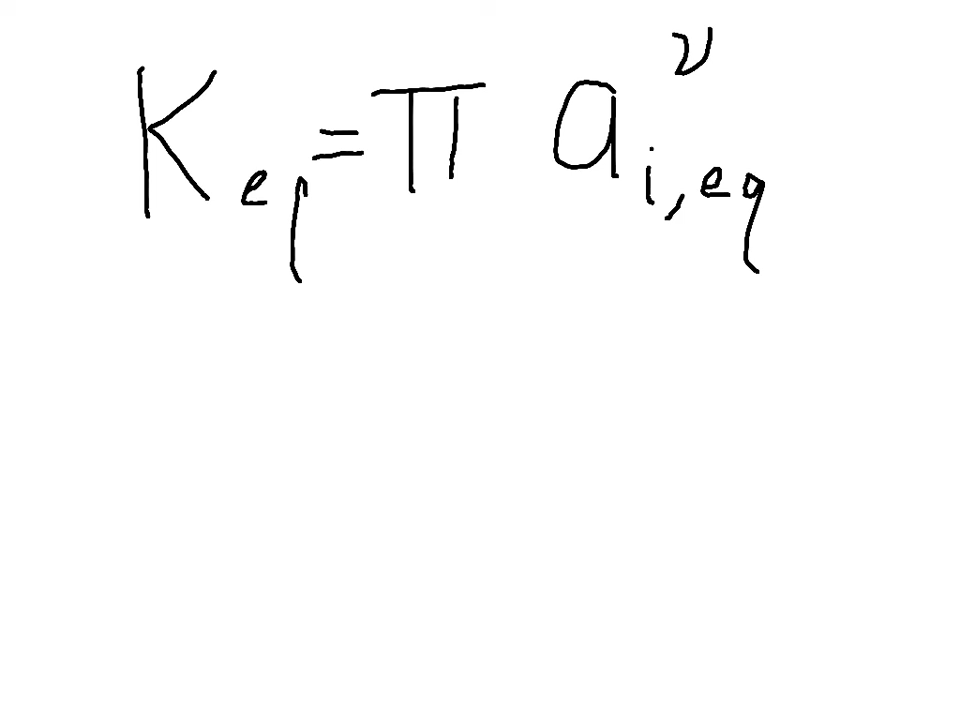 K_eq = Π a_{i,eq}^ν